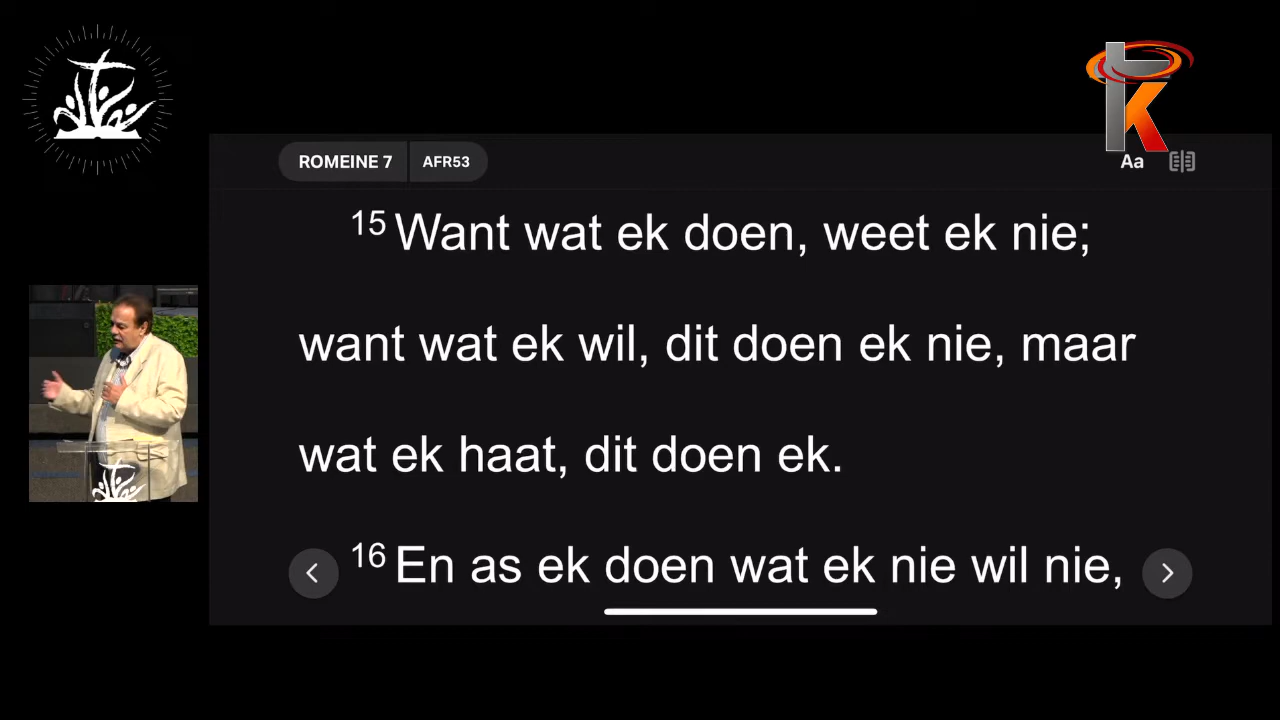 ROMEINE 7 AFR53
Aa
15 Want wat ek doen, weet ek nie;
want wat ek wil, dit doen ek nie, maar
wat ek haat, dit doen ek.
16 En as ek doen wat ek nie wil nie,